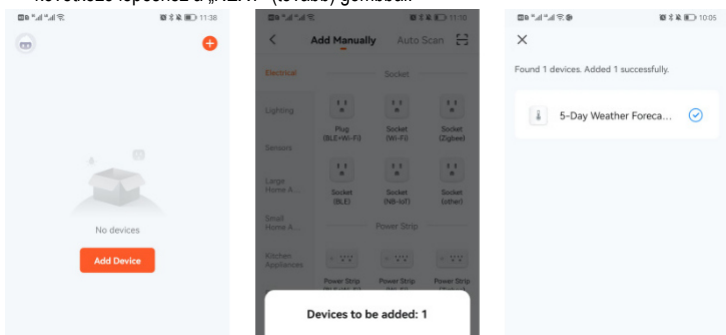 11:38
No devices
Add Device
11:10
Add Manually Auto Scan
Electrical
Socket
Lighting
Plug
(BLE+Wi-Fi)
Socket
(Wi-Fi)
Socket
(Zigbee)
Sensors
Large
Home A...
Socket
(BLE)
Socket
(NB-IoT)
Socket
(other)
Small
Home A...
Power Strip
Kitchen
Appliances
Power Strip
Power Strip
Power Strip
Devices to be added: 1
10:05
Found 1 devices. Added 1 successfully.
5-Day Weather Foreca...